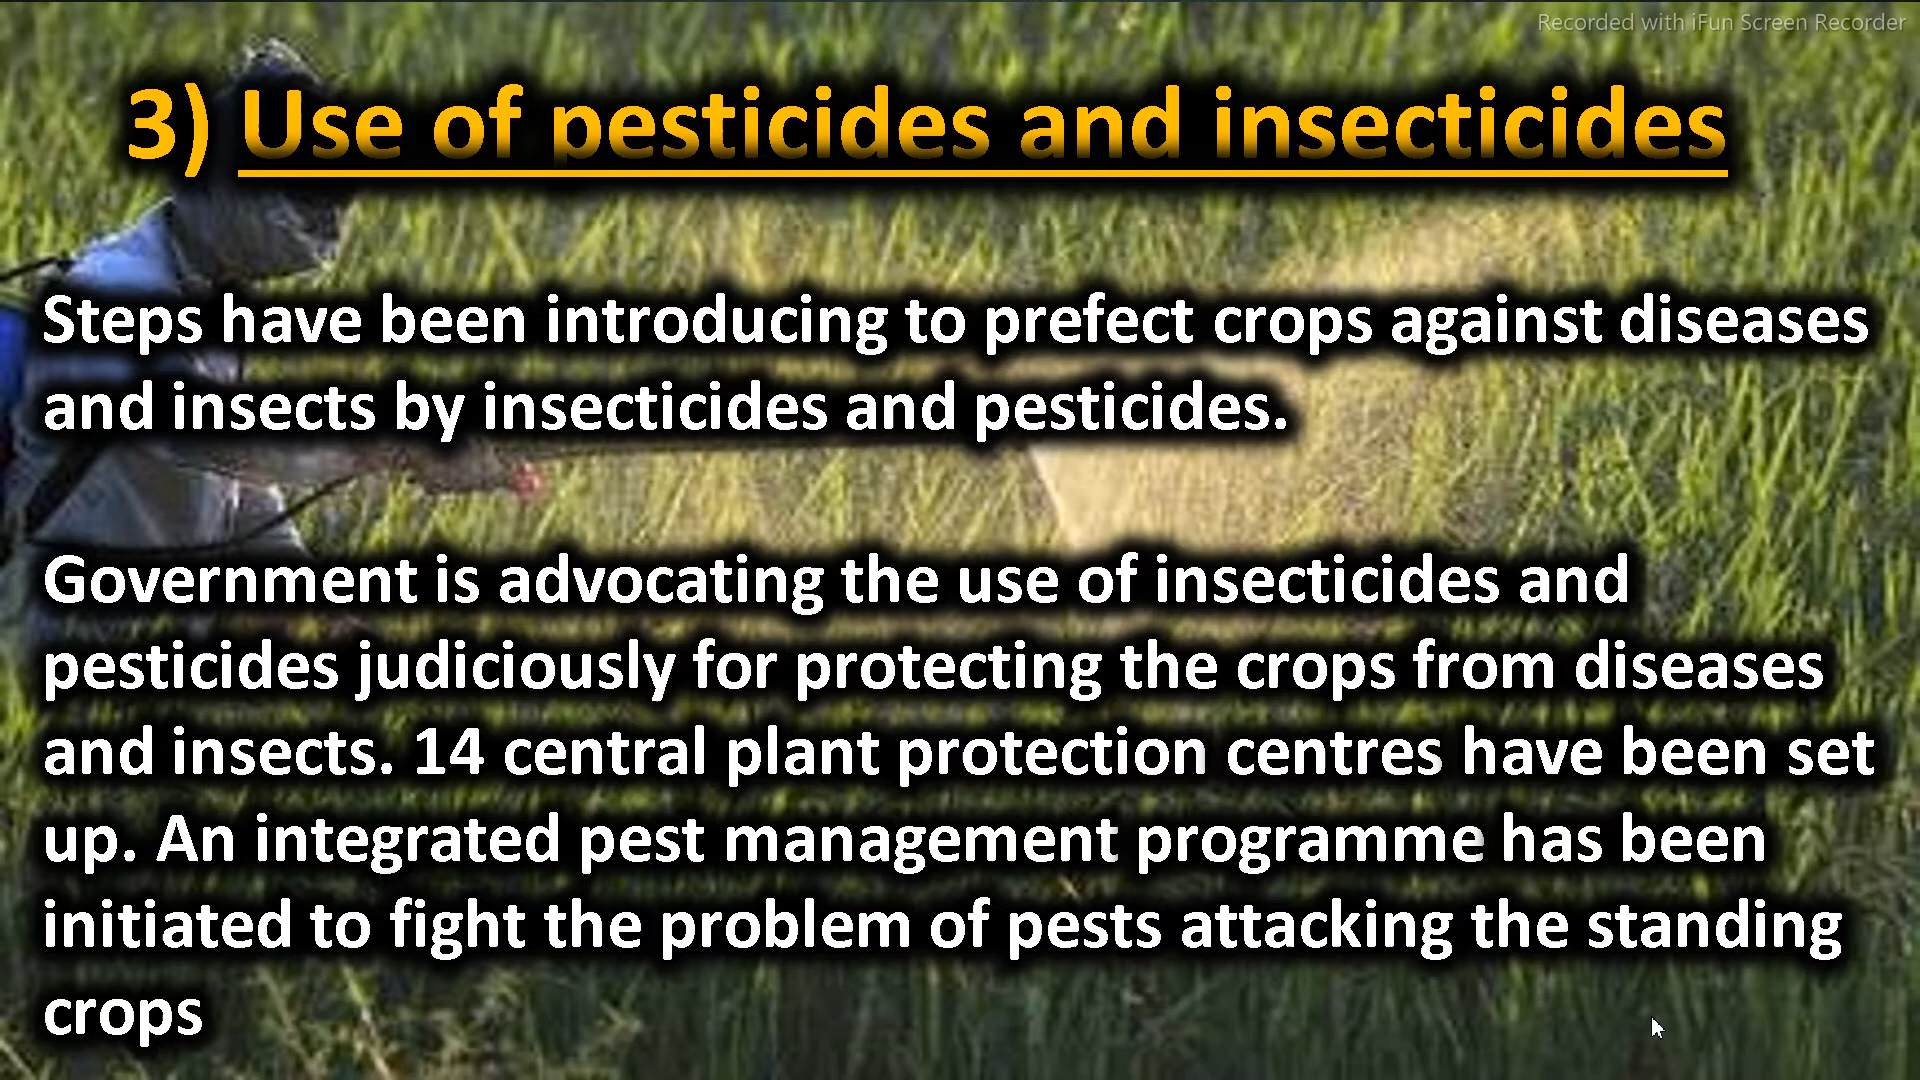 Recorded with iFun Screen Recorder
3) Use of pesticides and insecticides
Steps have been introducing to prefect crops against diseases
and insects by insecticides and pesticides.
Government is advocating the use of insecticides and
pesticides judiciously for protecting the crops from diseases
and insects. 14 central plant protection centres have been set
up. An integrated pest management programme has been
initiated to fight the problem of pests attacking the standing
crops